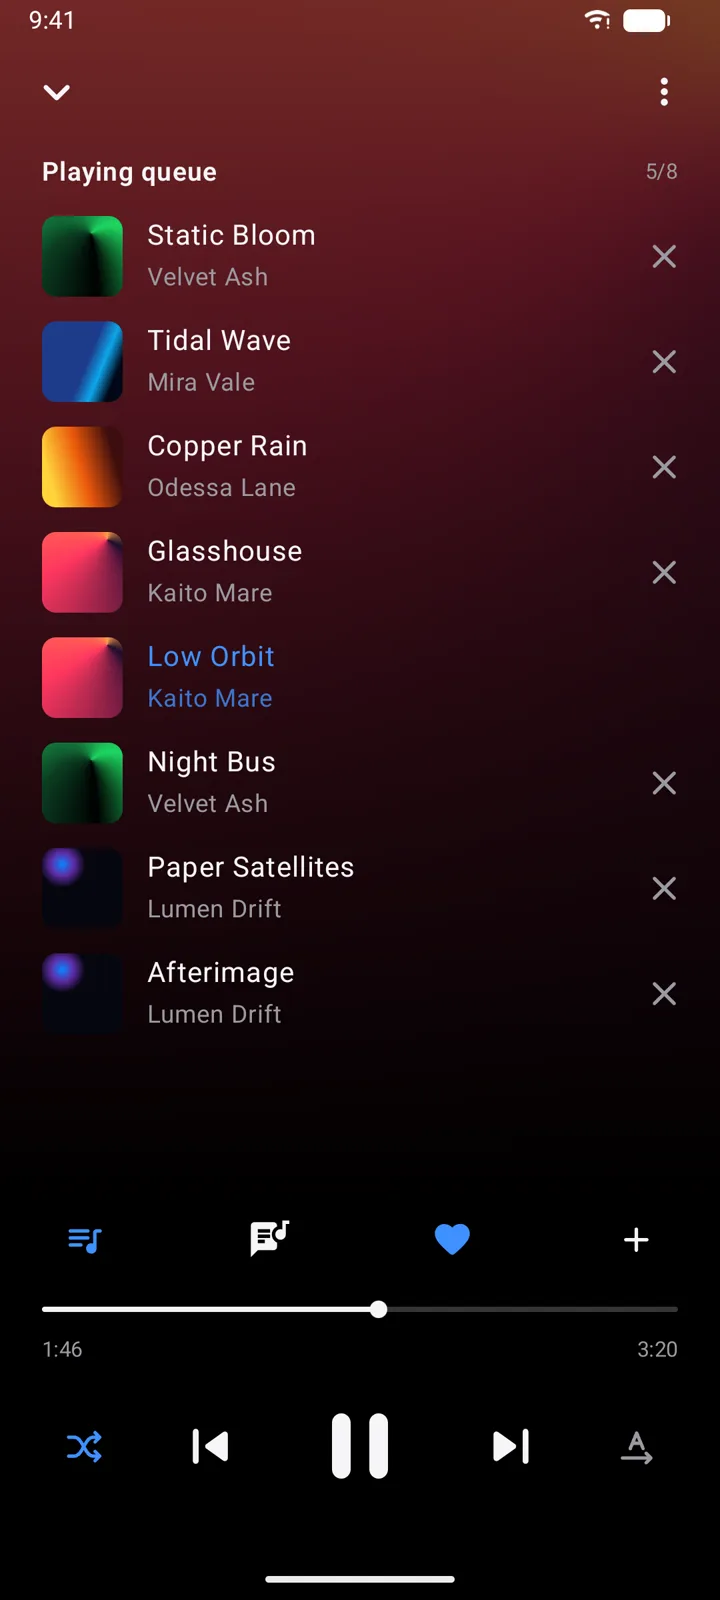 9:41
Playing queue
5/8
Static Bloom
Velvet Ash
Tidal Wave
Mira Vale
Copper Rain
Odessa Lane
Glasshouse
Kaito Mare
Low Orbit
Kaito Mare
Night Bus
Velvet Ash
Paper Satellites
Lumen Drift
Afterimage
Lumen Drift
1:46
3:20
A